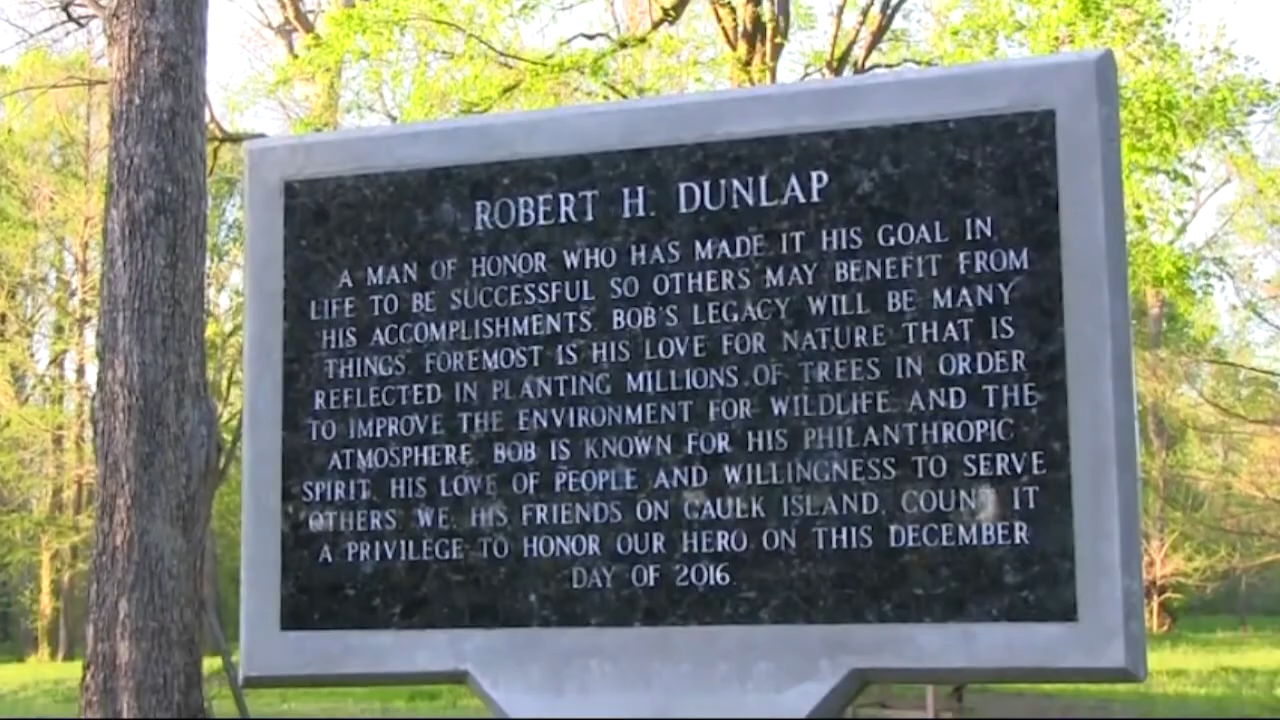 ROBERT H. DUNLAP
A MAN OF HONOR WHO HAS MADE IT HIS GOAL IN
LIFE TO BE SUCCESSFUL SO OTHERS MAY BENEFIT FROM
HIS ACCOMPLISHMENTS. BOB'S LEGACY WILL BE MANY
THINGS. FOREMOST IS HIS LOVE FOR NATURE THAT IS
REFLECTED IN PLANTING MILLIONS OF TREES IN ORDER
TO IMPROVE THE ENVIRONMENT FOR WILDLIFE AND THE
ATMOSPHERE. BOB IS KNOWN FOR HIS PHILANTHROPIC
SPIRIT, HIS LOVE OF PEOPLE AND WILLINGNESS TO SERVE
OTHERS. WE, HIS FRIENDS ON CAULK ISLAND, COUNT IT
A PRIVILEGE TO HONOR OUR HERO ON THIS DECEMBER
DAY OF 2016.